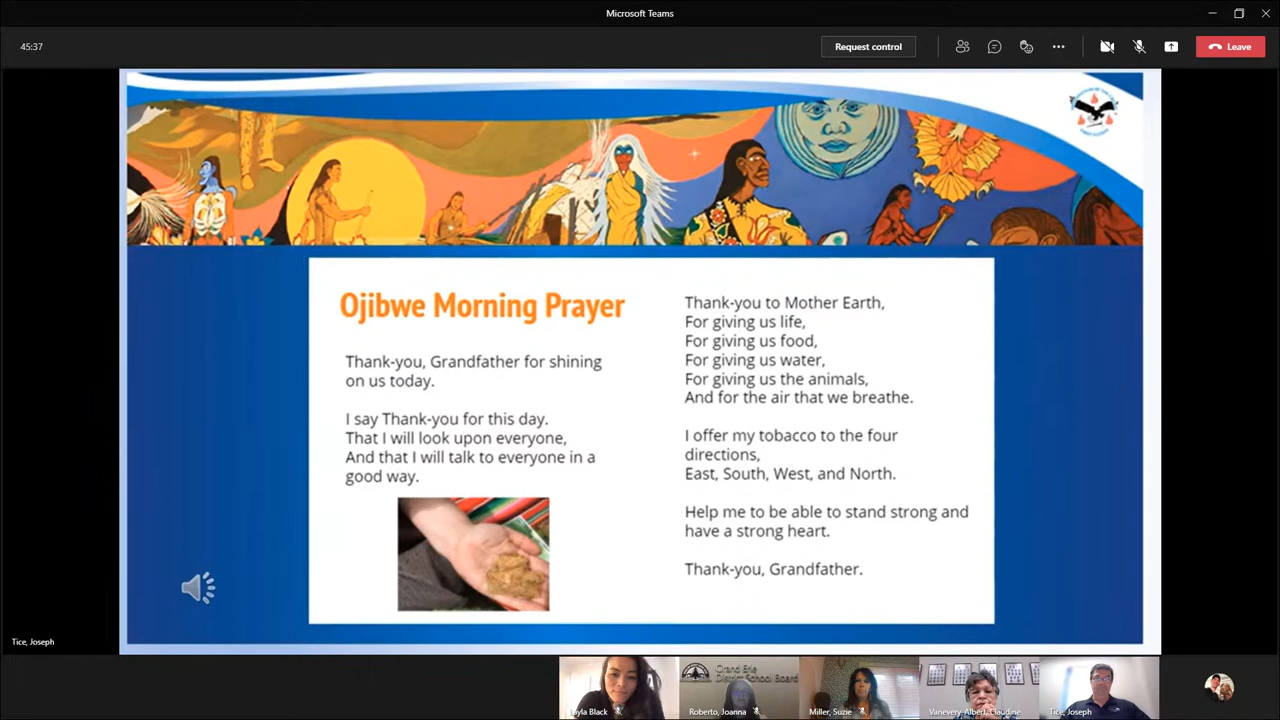 Microsoft Teams
45:37
Request control
Leave
Ojibwe Morning Prayer
Thank-you, Grandfather for shining
on us today.
I say Thank-you for this day.
That I will look upon everyone,
And that I will talk to everyone in a
good way.
Thank-you to Mother Earth,
For giving us life,
For giving us food,
For giving us water,
For giving us the animals,
And for the air that we breathe.
I offer my tobacco to the four
directions,
East, South, West, and North.
Help me to be able to stand strong and
have a strong heart.
Thank-you, Grandfather.
Tice, Joseph
Grand Erie
District School Board
Layla Black
Roberto, Joanna
Miller, Suzie
Vanevery-Albert, Claudine
Tice, Joseph